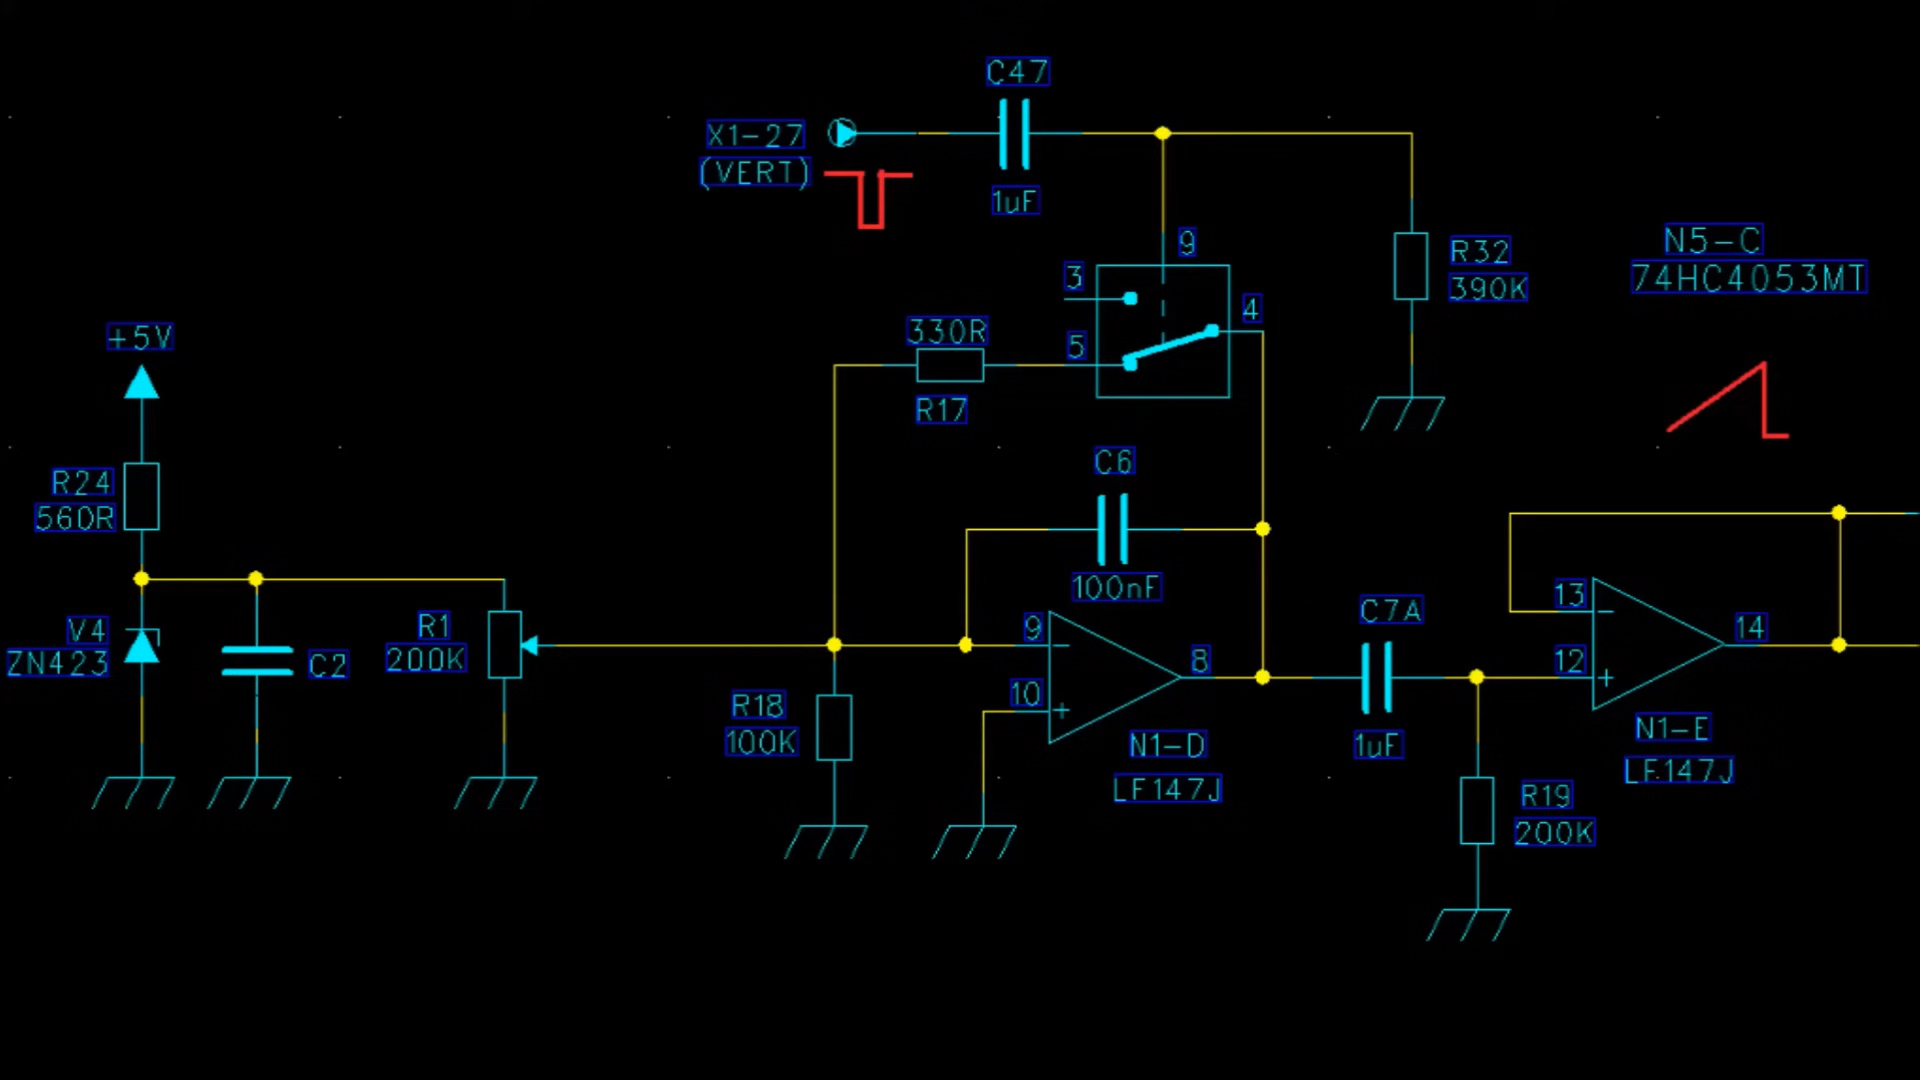 C47
X1-27
(VERT)
1uF
9
3
4
5
330R
R17
R32
390K
N5-C
74HC4053MT
+5V
R24
560R
C6
100nF
V4
ZN423
C2
R1
200K
9
10
8
R18
100K
N1-D
LF147J
C7A
1uF
13
12
14
N1-E
LF147J
R19
200K